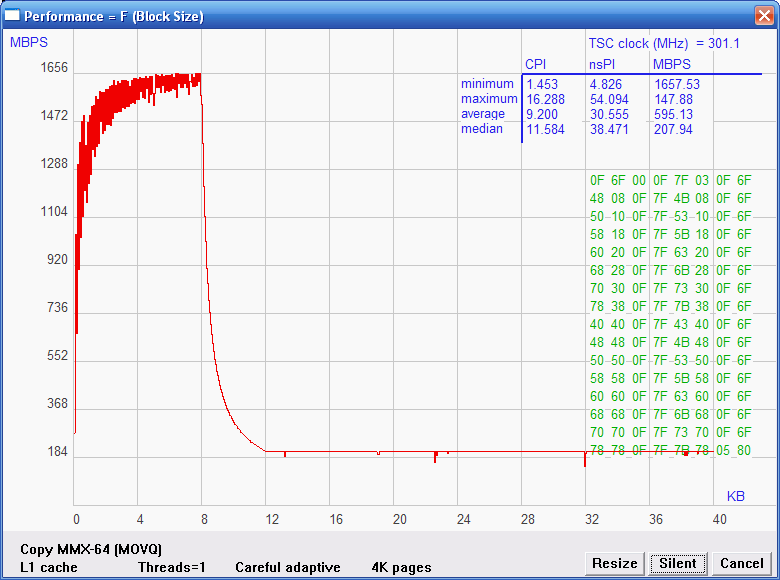 Performance = F (Block Size)
MBPS
TSC clock (MHz) = 301.1
CPI nsPI MBPS
minimum 1.453 4.826 1657.53
maximum 16.288 54.094 147.88
average 9.200 30.555 595.13
median 11.584 38.471 207.94
1656
1472
1288
1104
920
736
552
368
184
0F 6F 00 0F 7F 03 0F 6F
48 08 0F 7F 4B 08 0F 6F
50 10 0F 7F 53 10 0F 6F
58 18 0F 7F 5B 18 0F 6F
60 20 0F 7F 63 20 0F 6F
68 28 0F 7F 6B 28 0F 6F
70 30 0F 7F 73 30 0F 6F
78 38 0F 7F 7B 38 0F 6F
40 40 0F 7F 43 40 0F 6F
48 48 0F 7F 4B 48 0F 6F
50 50 0F 7F 53 50 0F 6F
58 58 0F 7F 5B 58 0F 6F
60 60 0F 7F 63 60 0F 6F
68 68 0F 7F 6B 68 0F 6F
70 70 0F 7F 73 70 0F 6F
78 78 0F 7F 7B 78 05 80
KB
0 4 8 12 16 20 24 28 32 36 40
Copy MMX-64 (MOVQ)
L1 cache Threads=1 Careful adaptive 4K pages
Resize Silent Cancel